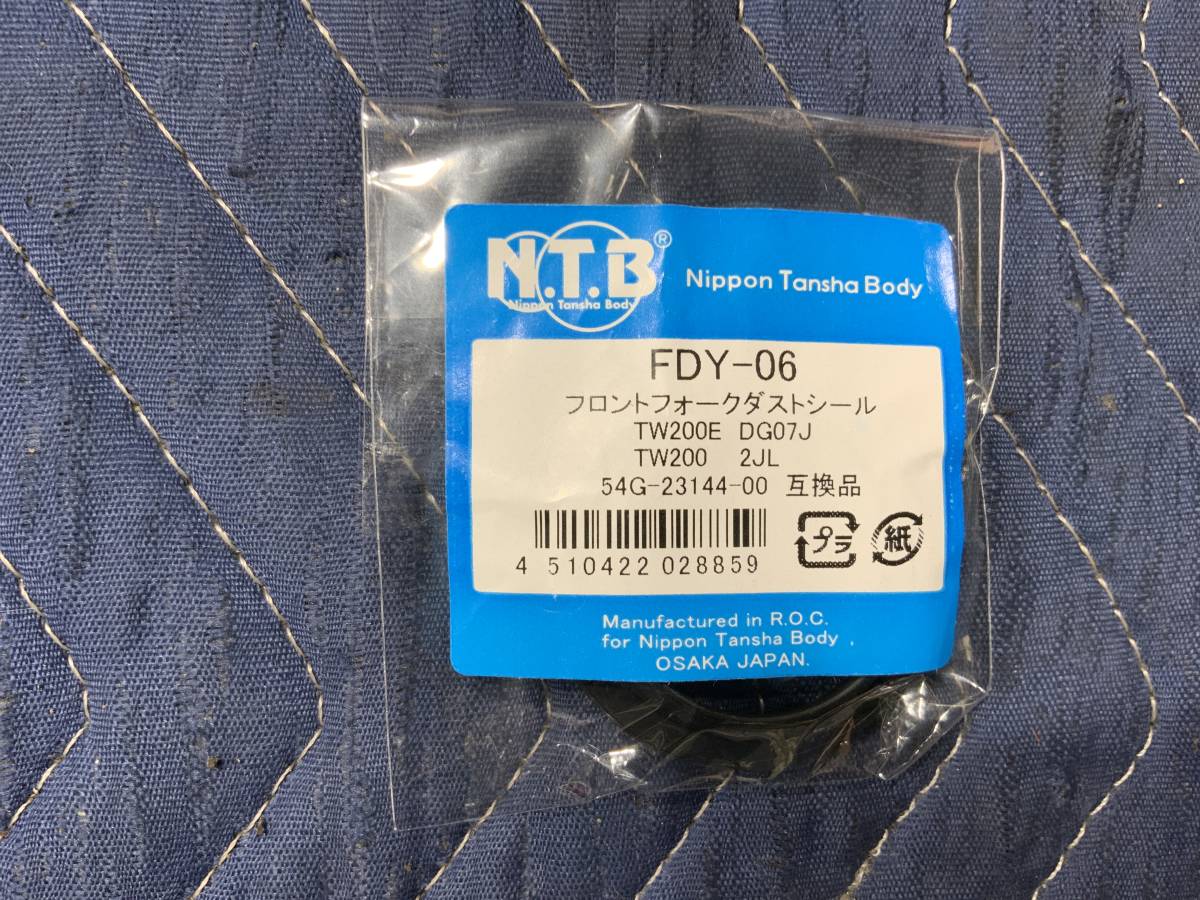 N.T.B®
Nippon Tansha Body
Nippon Tansha Body
FDY-06
フロントフォークダストシール
TW200E DG07J
TW200 2JL
54G-23144-00 互換品
プラ 紙
4 510422 028859
Manufactured in R.O.C.
for Nippon Tansha Body ,
OSAKA JAPAN.